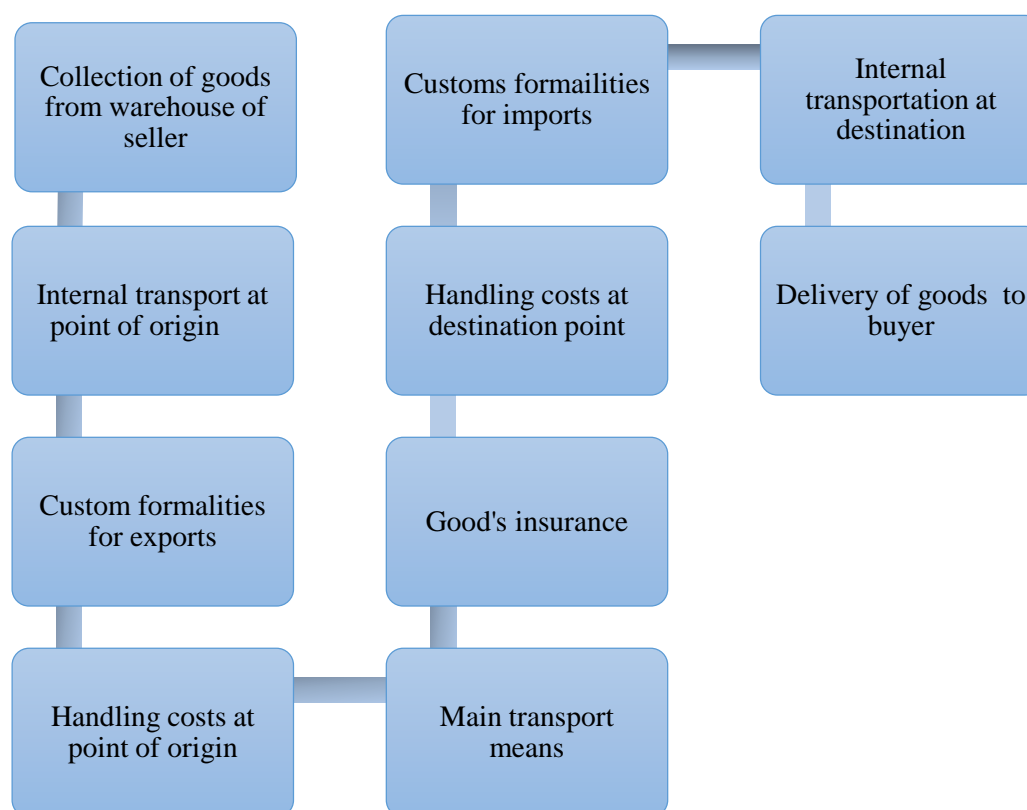 Collection of goods
from warehouse of
seller
Internal transport at
point of origin
Custom formalities
for exports
Handling costs at
point of origin
Main transport
means
Good's insurance
Handling costs at
destination point
Customs formailities
for imports
Internal
transportation at
destination
Delivery of goods to
buyer